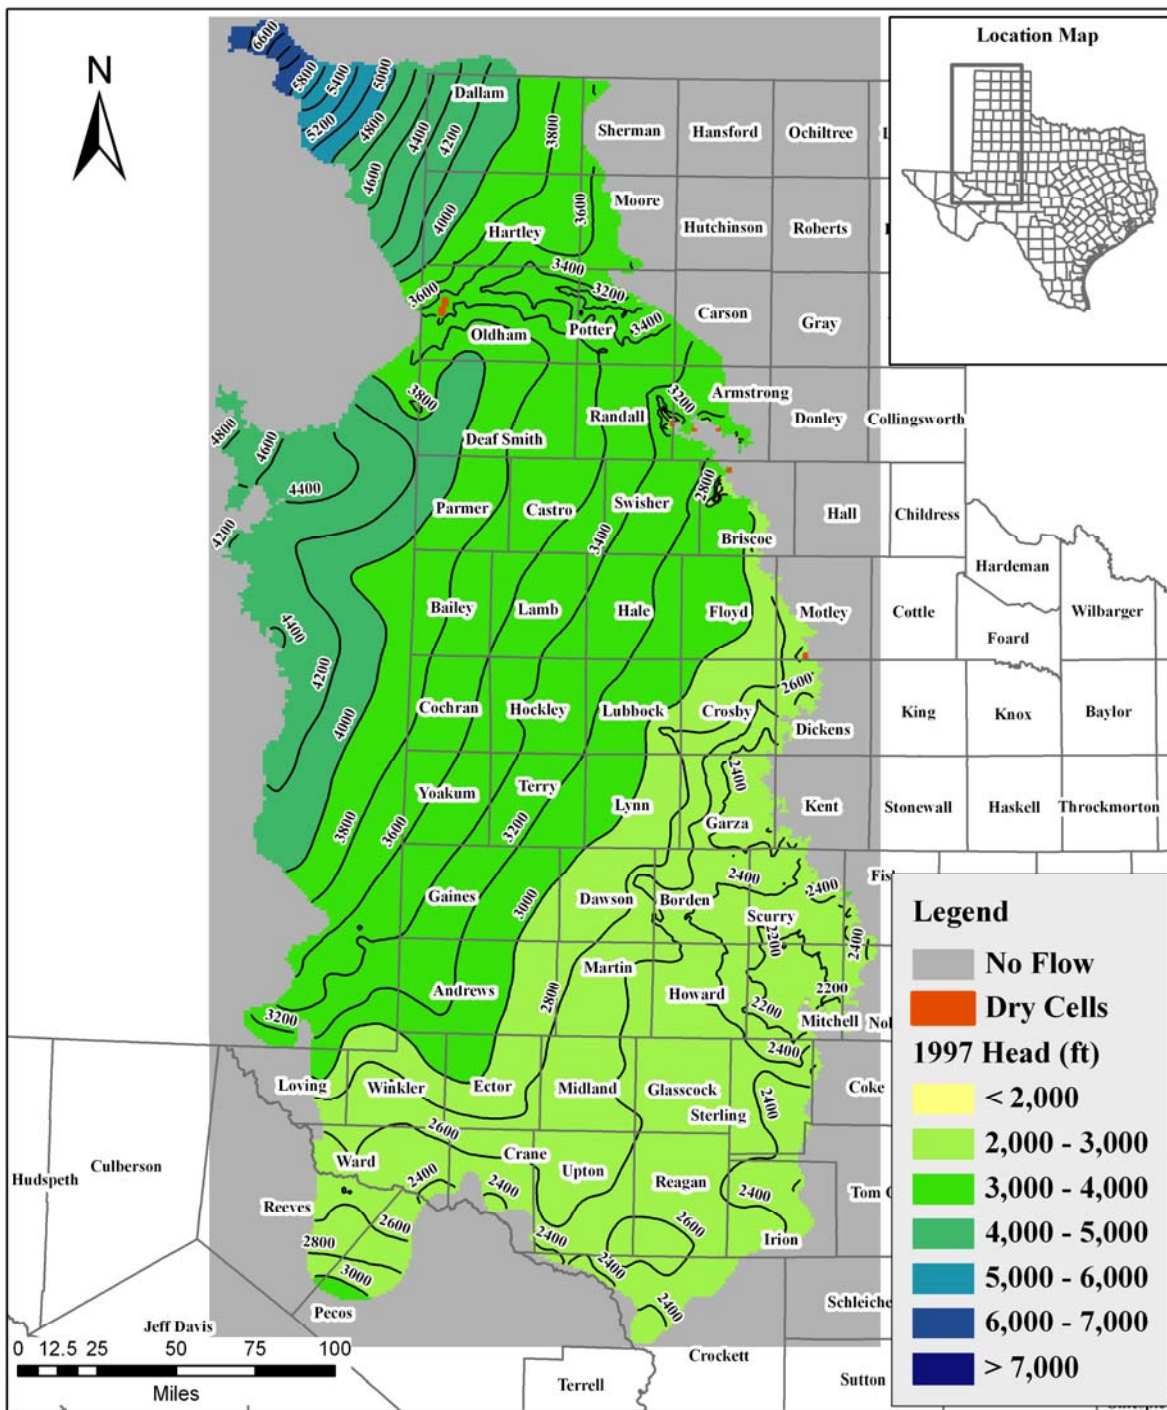 Location Map
N
6600
5800
5400
5000
5200
4800
4400
4200
4600
4000
Dallam
3800
Sherman
Hansford
Ochiltree
3600
Moore
Hartley
Hutchinson
Roberts
3400
3600
3200
Potter
3400
Carson
Gray
Oldham
3800
3200
Armstrong
Randall
Donley
Collingsworth
4800
4600
Deaf Smith
4400
4200
Parmer
Castro
Swisher
2800
3400
Hall
Childress
Briscoe
Hardeman
4400
4200
Bailey
Lamb
Hale
Floyd
Motley
Cottle
Wilbarger
Foard
4000
Cochran
Hockley
Lubbock
Crosby
2600
Dickens
King
Knox
Baylor
2400
Yoakum
Terry
Lynn
Kent
Stonewall
Haskell
Throckmorton
3800
3600
3200
Garza
Gaines
3000
Dawson
Borden
2400
2400
Fis
Scurry
2200
2400
Martin
Andrews
2800
Howard
2200
2200
Mitchell
Nol
3200
2400
Loving
Winkler
Ector
Midland
Glasscock
Sterling
2400
Coke
2600
Ward
Crane
Upton
Reagan
2400
Tom G
Hudspeth
Culberson
Reeves
2400
2400
2600
2800
2600
2400
Irion
3000
2400
2400
Pecos
Schleiche
Jeff Davis
Crockett
Terrell
Sutton
0 12.5 25 50 75 100
Miles
Legend
No Flow
Dry Cells
1997 Head (ft)
< 2,000
2,000 - 3,000
3,000 - 4,000
4,000 - 5,000
5,000 - 6,000
6,000 - 7,000
> 7,000